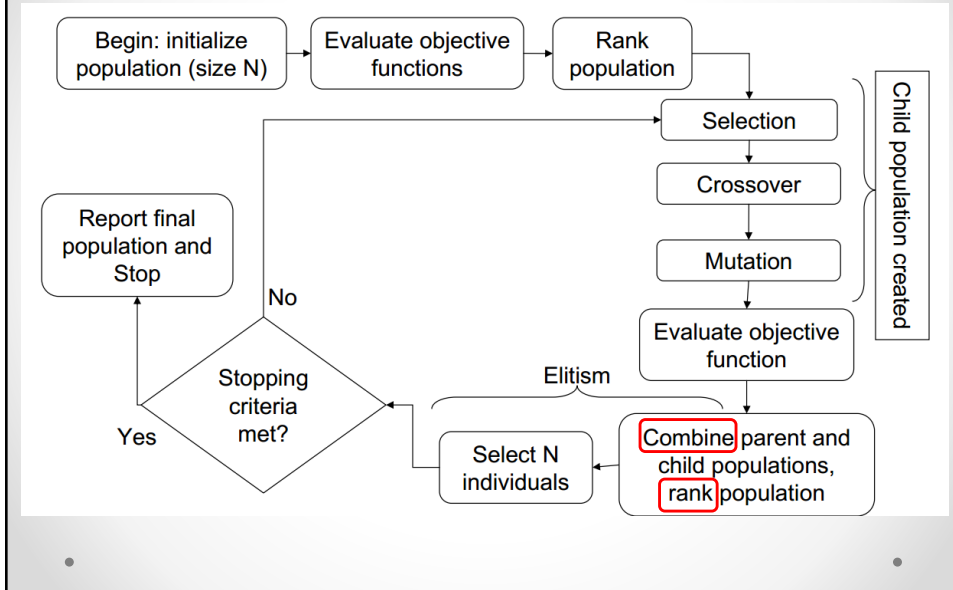 Begin: initialize
population (size N)
Evaluate objective
functions
Rank
population
Selection
Crossover
Mutation
Child population created
Evaluate objective
function
Combine parent and
child populations,
rank population
Elitism
Select N
individuals
Stopping
criteria
met?
No
Yes
Report final
population and
Stop